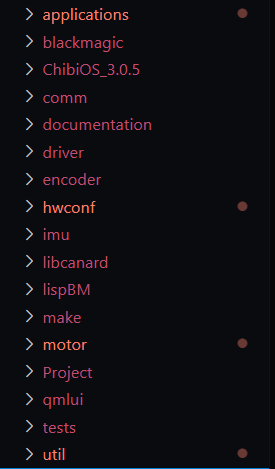 applications
blackmagic
ChibiOS_3.0.5
comm
documentation
driver
encoder
hwconf
imu
libcanard
lispBM
make
motor
Project
qmlui
tests
util